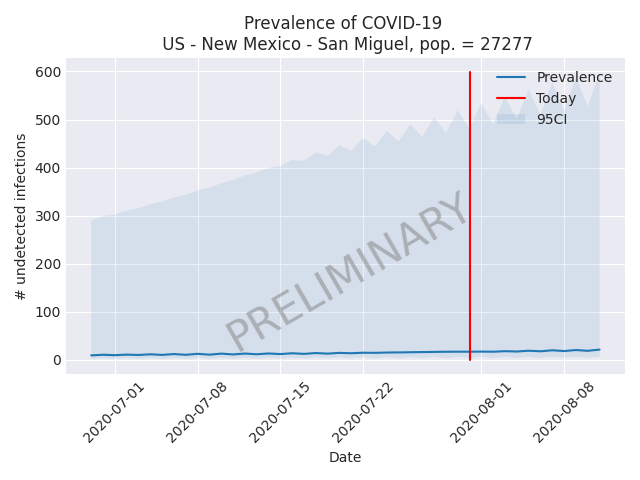 Prevalence of COVID-19
US - New Mexico - San Miguel, pop. = 27277
600
500
400
300
200
100
0
# undetected infections
Prevalence
Today
95CI
PRELIMINARY
2020-07-01
2020-07-08
2020-07-15
2020-07-22
2020-08-01
2020-08-08
Date